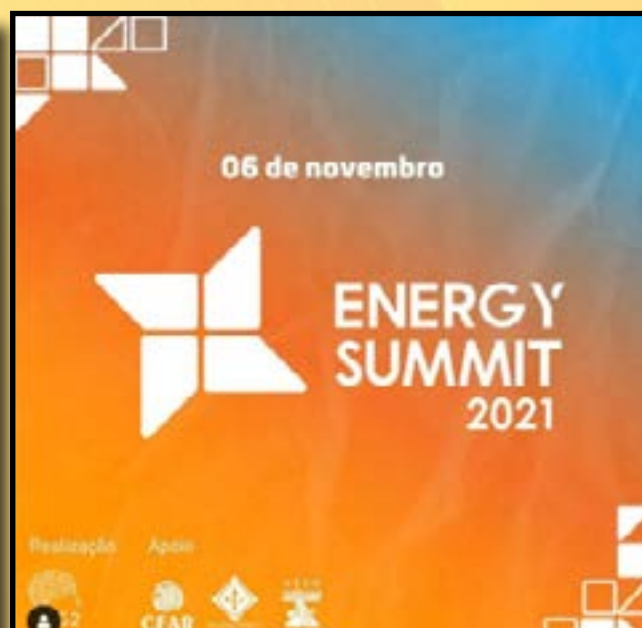 06 de novembro
ENERGY
SUMMIT
2021
Realização Apoio
CEAR